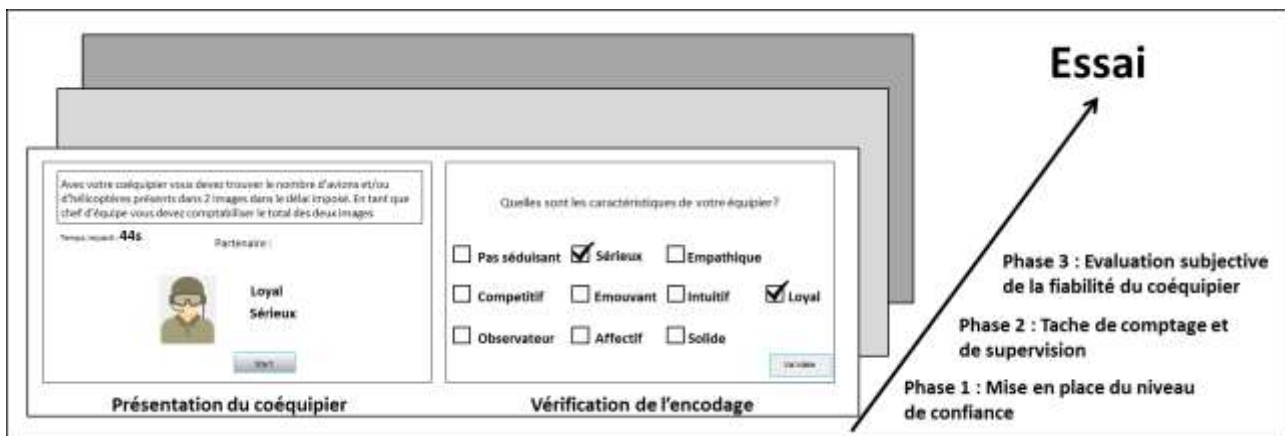 Essai
Avec votre coéquipier vous devez trouver le nombre d'avions et/ou
d'hélicoptères présents dans 2 images dans le délai imposé. En tant que
chef d'équipe vous devez comptabiliser le total des deux images
Temps imparti : 44s
Partenaire :
Loyal
Sérieux
Start
Présentation du coéquipier
Quelles sont les caractéristiques de votre équipier?
Pas séduisant Sérieux Empathique
Competitif Emouvant Intuitif Loyal
Observateur Affectif Solide
Valider
Vérification de l'encodage
Phase 3 : Evaluation subjective
de la fiabilité du coéquipier
Phase 2 : Tache de comptage et
de supervision
Phase 1 : Mise en place du niveau
de confiance